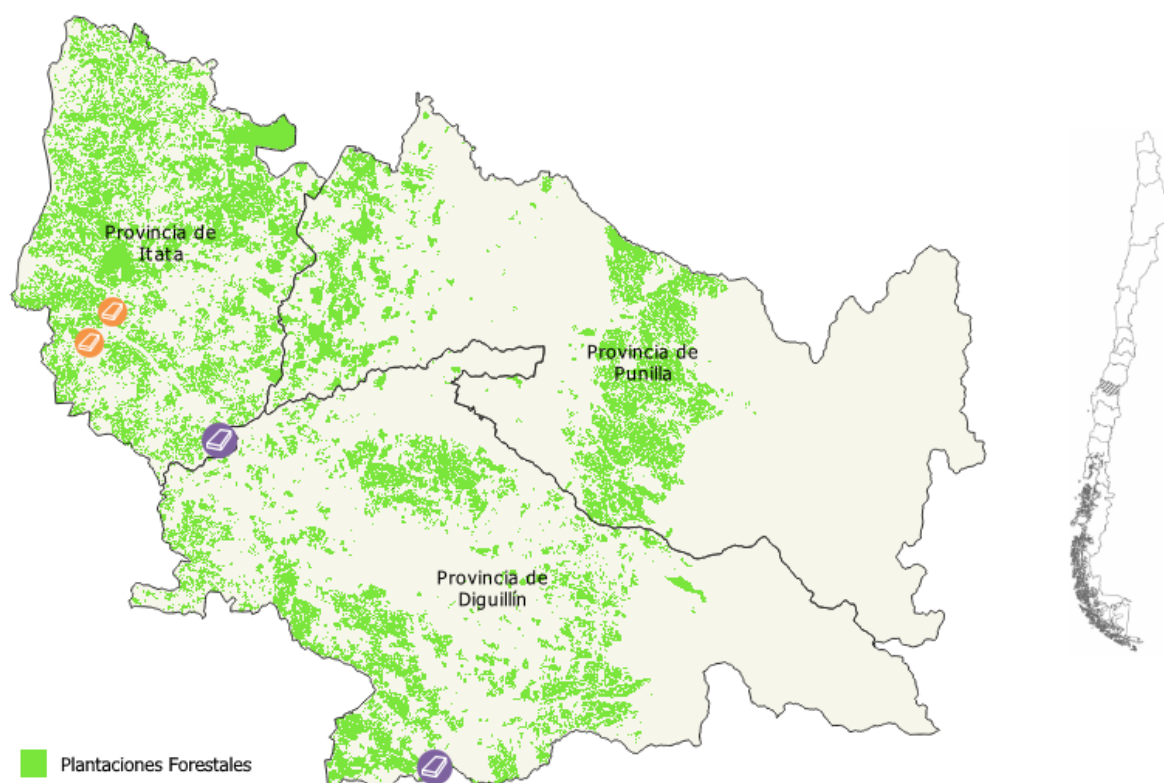 Provincia de
Itata
Provincia de
Punilla
Provincia de
Diguillín
Plantaciones Forestales